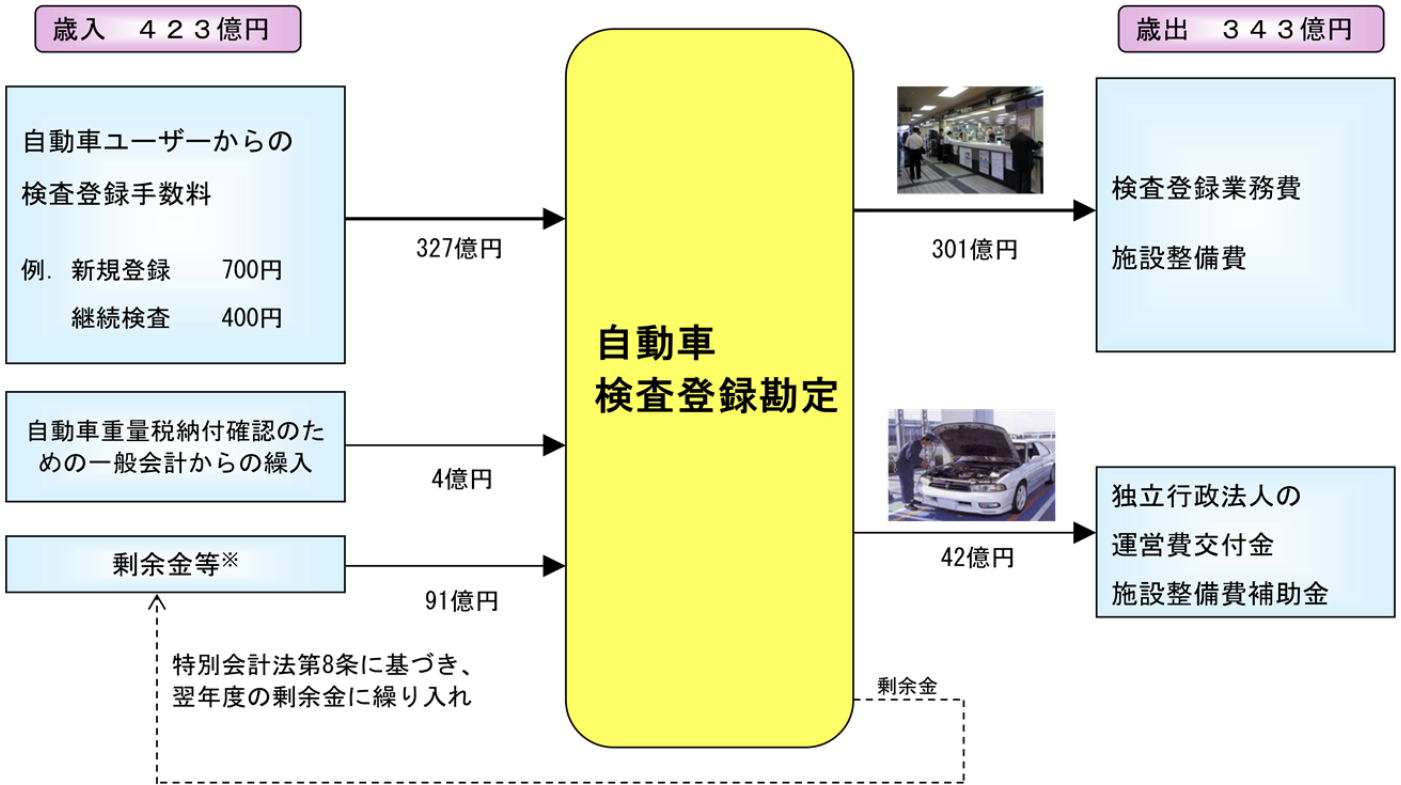 歳入　４２３億円
自動車ユーザーからの
検査登録手数料
例. 新規登録　　700円
継続検査　　400円
327億円
自動車重量税納付確認のた
めの一般会計からの繰入
4億円
剰余金等※
91億円
特別会計法第8条に基づき、
翌年度の剰余金に繰り入れ
自動車
検査登録勘定
歳出　３４３億円
301億円
検査登録業務費
施設整備費
42億円
独立行政法人の
運営費交付金
施設整備費補助金
剰余金